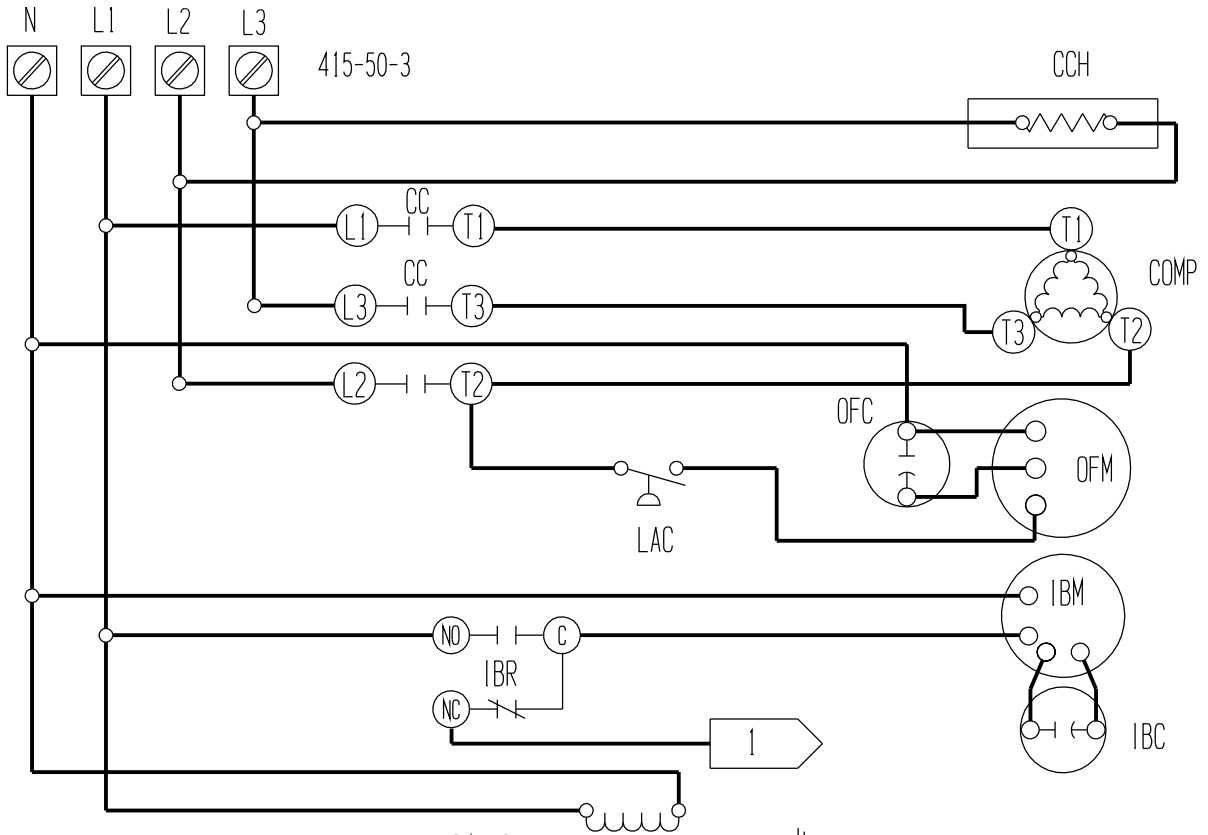 N L1 L2 L3
415-50-3
CCH
CC
L1 T1 T1
CC
COMP
L3 T3 T3 T2
L2 T2
OFC
OFM
LAC
IBM
NO C
IBR
NC
1
IBC